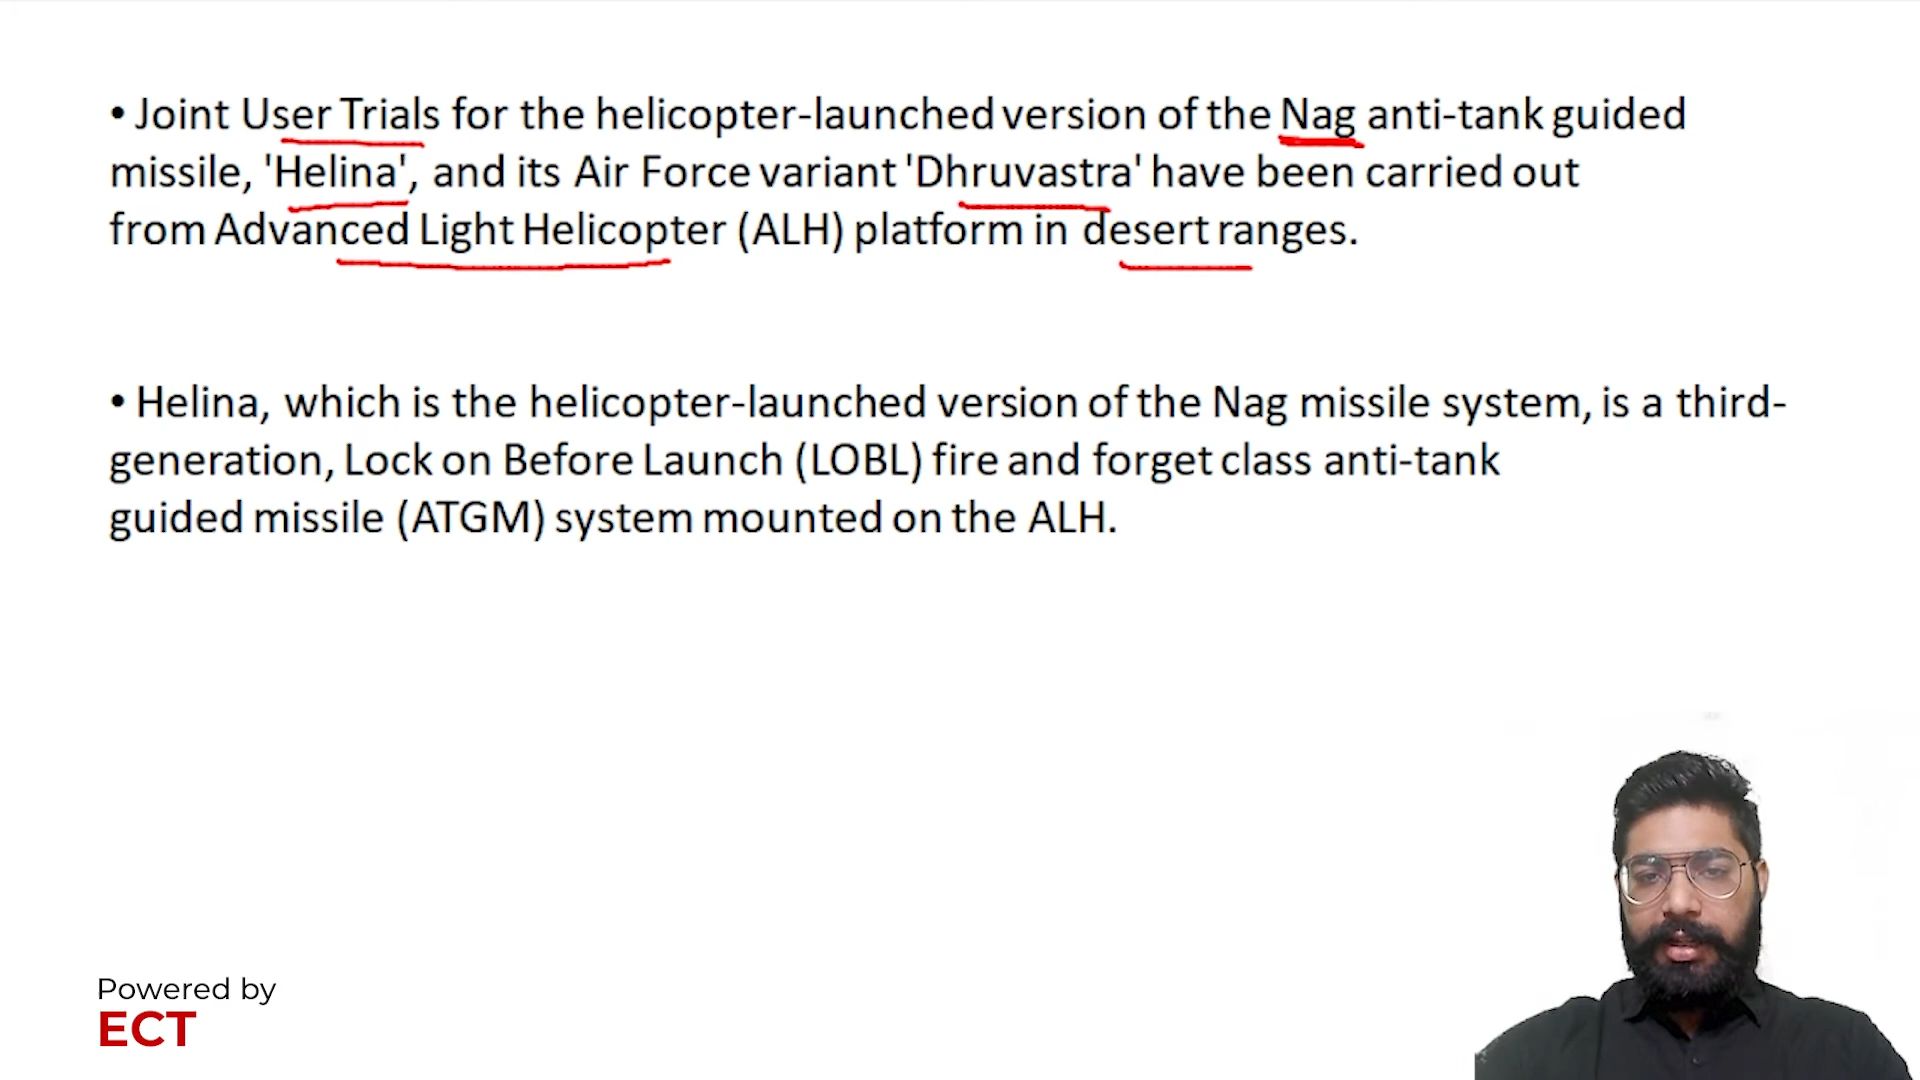 • Joint User Trials for the helicopter-launched version of the Nag anti-tank guided
missile, 'Helina', and its Air Force variant 'Dhruvastra' have been carried out
from Advanced Light Helicopter (ALH) platform in desert ranges.
• Helina, which is the helicopter-launched version of the Nag missile system, is a third-
generation, Lock on Before Launch (LOBL) fire and forget class anti-tank
guided missile (ATGM) system mounted on the ALH.
Powered by
ECT